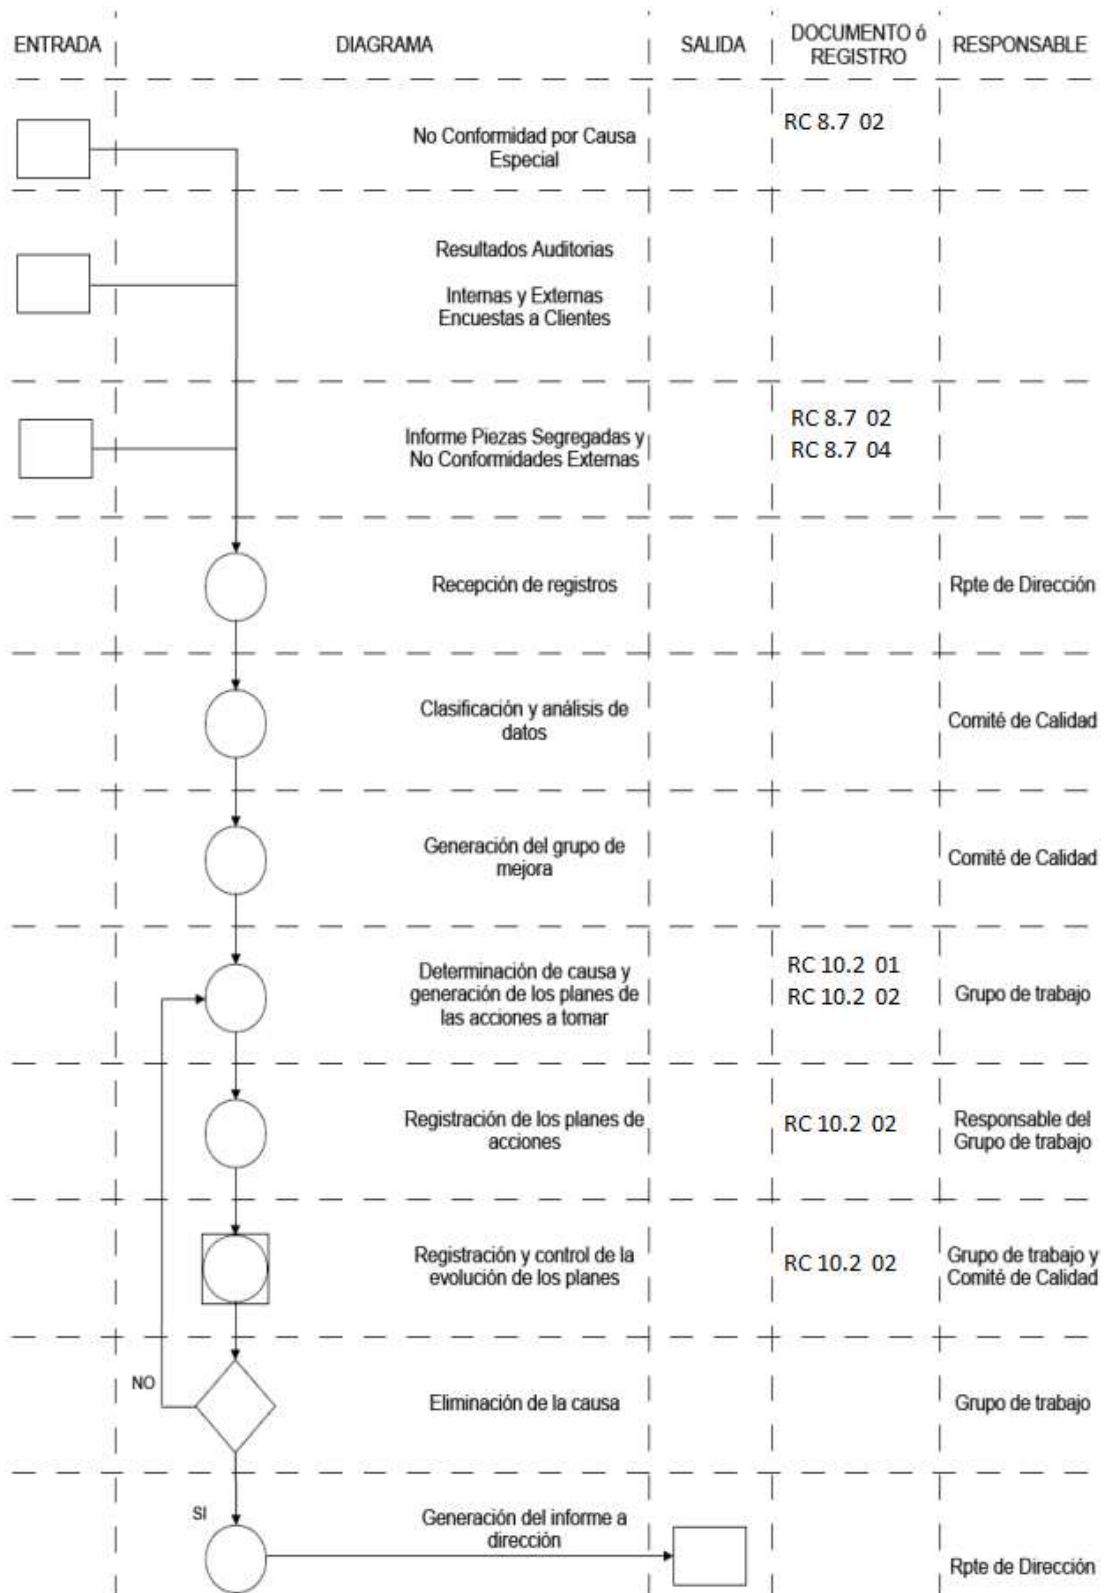 ENTRADA
DIAGRAMA
SALIDA
DOCUMENTO ó
REGISTRO
RESPONSABLE
No Conformidad por Causa
Especial
RC 8.7 02
Resultados Auditorias
Internas y Externas
Encuestas a Clientes
Informe Piezas Segregadas y
No Conformidades Externas
RC 8.7 02
RC 8.7 04
Recepción de registros
Rpte de Dirección
Clasificación y análisis de
datos
Comité de Calidad
Generación del grupo de
mejora
Comité de Calidad
Determinación de causa y
generación de los planes de
las acciones a tomar
RC 10.2 01
RC 10.2 02
Grupo de trabajo
Registración de los planes de
acciones
RC 10.2 02
Responsable del
Grupo de trabajo
Registración y control de la
evolución de los planes
RC 10.2 02
Grupo de trabajo y
Comité de Calidad
NO
Eliminación de la causa
Grupo de trabajo
SI
Generación del informe a
dirección
Rpte de Dirección